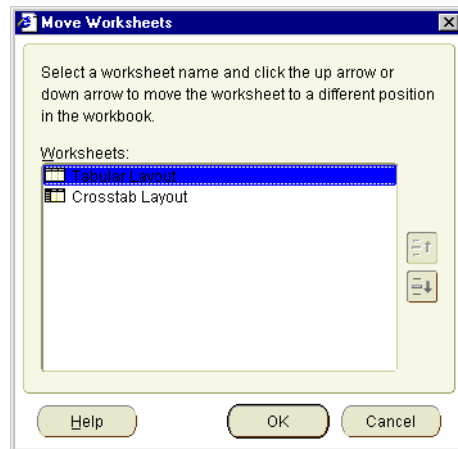 Move Worksheets
Select a worksheet name and click the up arrow or
down arrow to move the worksheet to a different position
in the workbook.
Worksheets:
Tabular Layout
Crosstab Layout
Help
OK
Cancel